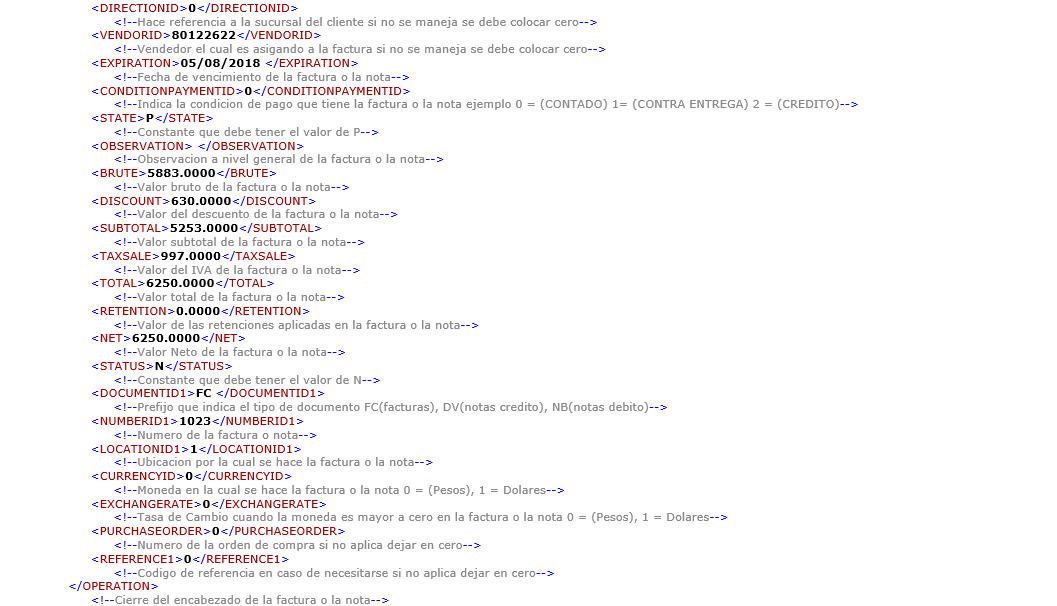 <DIRECTIONID>0</DIRECTIONID>
<!--Hace referencia a la sucursal del cliente si no se maneja se debe colocar cero-->
<VENDORID>80122622</VENDORID>
<!--Vendedor el cual es asigando a la factura si no se maneja se debe colocar cero-->
<EXPIRATION>05/08/2018 </EXPIRATION>
<!--Fecha de vencimiento de la factura o la nota-->
<CONDITIONPAYMENTID>0</CONDITIONPAYMENTID>
<!--Indica la condicion de pago que tiene la factura o la nota ejemplo 0 = (CONTADO) 1= (CONTRA ENTREGA) 2 = (CREDITO)-->
<STATE>P</STATE>
<!--Constante que debe tener el valor de P-->
<OBSERVATION> </OBSERVATION>
<!--Observacion a nivel general de la factura o la nota-->
<BRUTE>5883.0000</BRUTE>
<!--Valor bruto de la factura o la nota-->
<DISCOUNT>630.0000</DISCOUNT>
<!--Valor del descuento de la factura o la nota-->
<SUBTOTAL>5253.0000</SUBTOTAL>
<!--Valor subtotal de la factura o la nota-->
<TAXSALE>997.0000</TAXSALE>
<!--Valor del IVA de la factura o la nota-->
<TOTAL>6250.0000</TOTAL>
<!--Valor total de la factura o la nota-->
<RETENTION>0.0000</RETENTION>
<!--Valor de las retenciones aplicadas en la factura o la nota-->
<NET>6250.0000</NET>
<!--Valor Neto de la factura o la nota-->
<STATUS>N</STATUS>
<!--Constante que debe tener el valor de N-->
<DOCUMENTID1>FC </DOCUMENTID1>
<!--Prefijo que indica el tipo de documento FC(facturas), DV(notas credito), NB(notas debito)-->
<NUMBERID1>1023</NUMBERID1>
<!--Numero de la factura o nota-->
<LOCATIONID1>1</LOCATIONID1>
<!--Ubicacion por la cual se hace la factura o la nota-->
<CURRENCYID>0</CURRENCYID>
<!--Moneda en la cual se hace la factura o la nota 0 = (Pesos), 1 = Dolares-->
<EXCHANGERATE>0</EXCHANGERATE>
<!--Tasa de Cambio cuando la moneda es mayor a cero en la factura o la nota 0 = (Pesos), 1 = Dolares-->
<PURCHASEORDER>0</PURCHASEORDER>
<!--Numero de la orden de compra si no aplica dejar en cero-->
<REFERENCE1>0</REFERENCE1>
<!--Codigo de referencia en caso de necesitarse si no aplica dejar en cero-->
</OPERATION>
<!--Cierre del encabezado de la factura o la nota-->